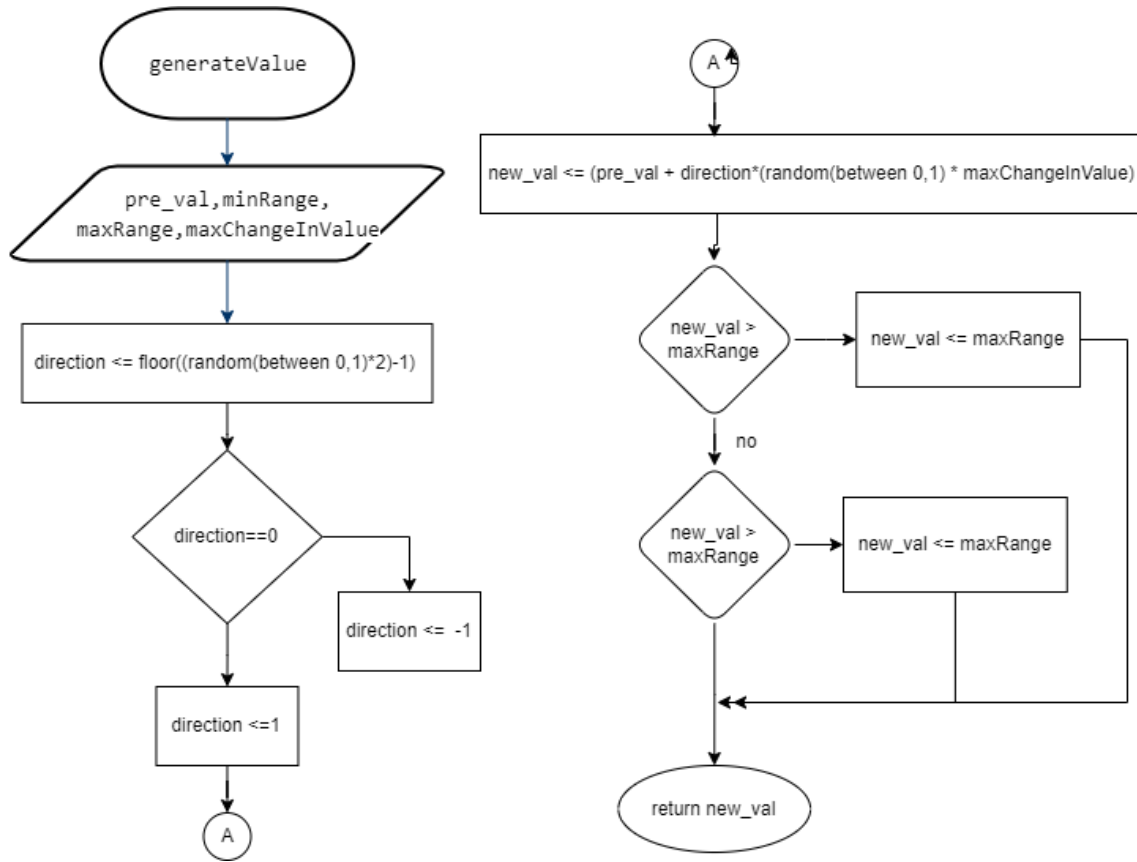 generateValue
pre_val,minRange,
maxRange,maxChangeInValue
direction <= floor((random(between 0,1)*2)-1)
direction==0
direction <= -1
direction <=1
A
A
new_val <= (pre_val + direction*(random(between 0,1) * maxChangeInValue)
new_val >
maxRange
new_val <= maxRange
no
new_val >
maxRange
new_val <= maxRange
return new_val